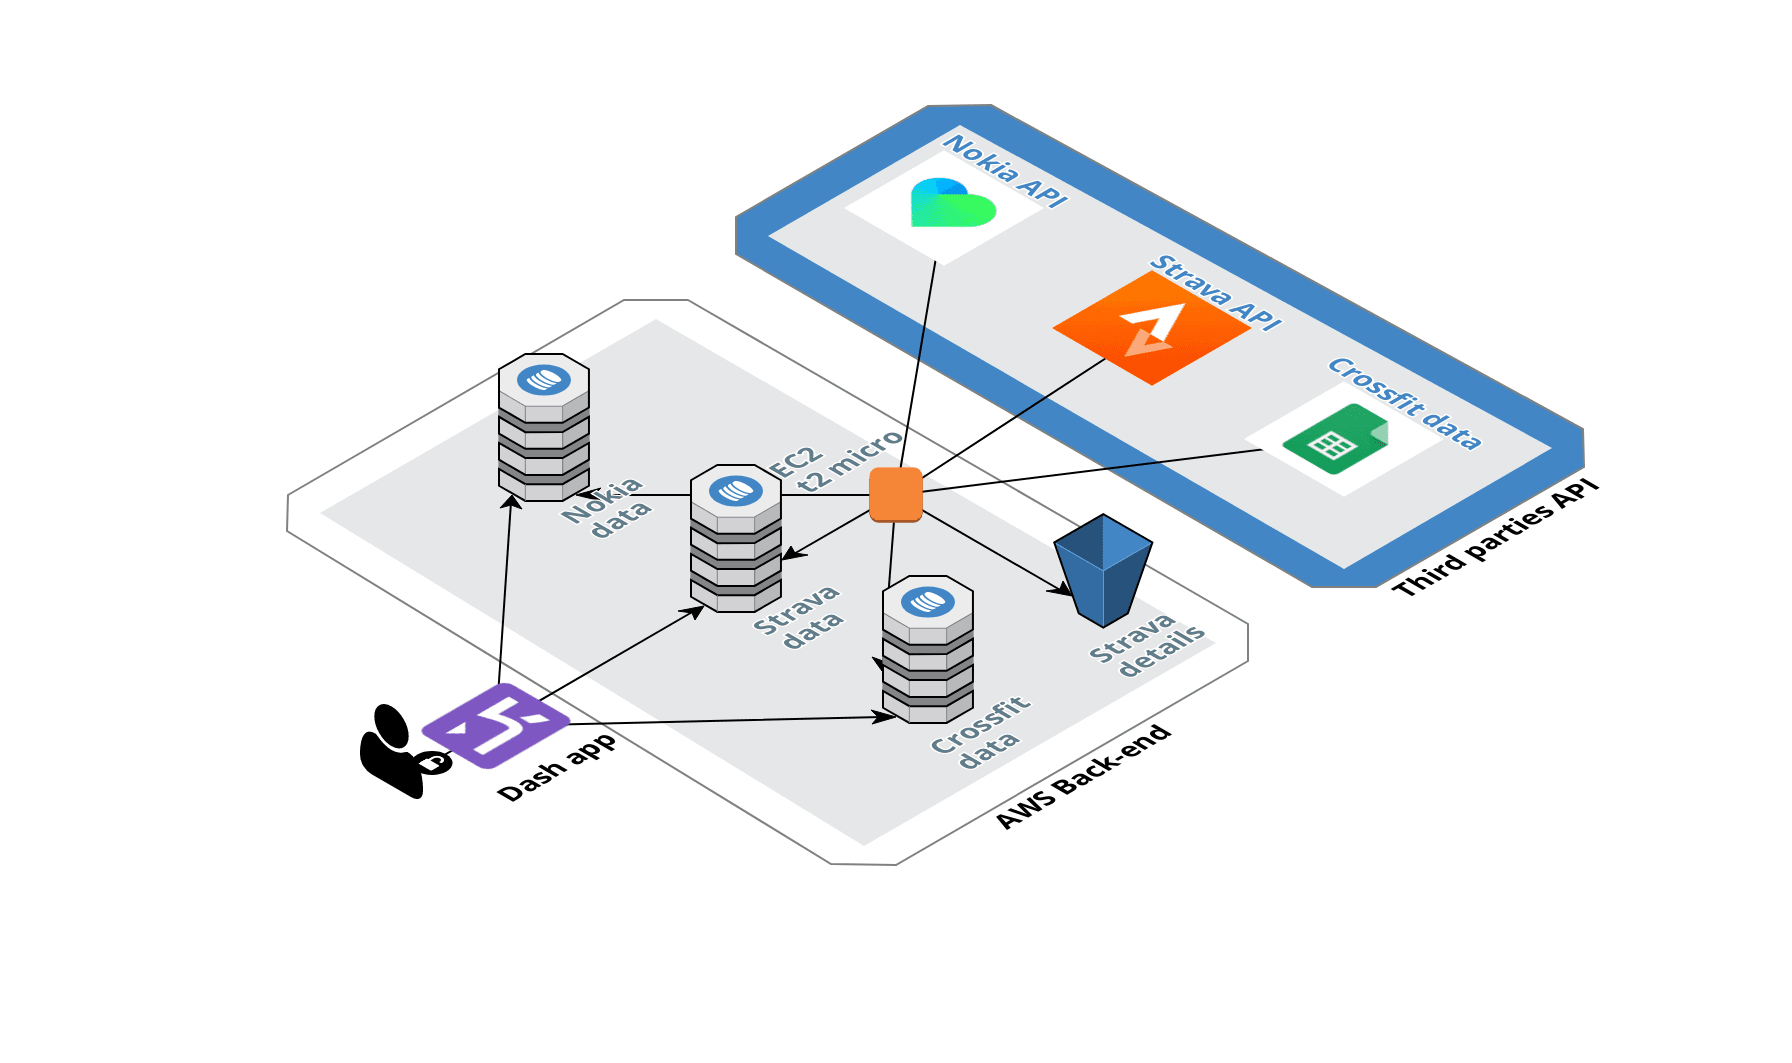 Nokia API
Strava API
Crossfit data
Third parties API
EC2
t2 micro
Nokia
data
Strava
data
Strava
details
Crossfit
data
Dash app
AWS Back-end